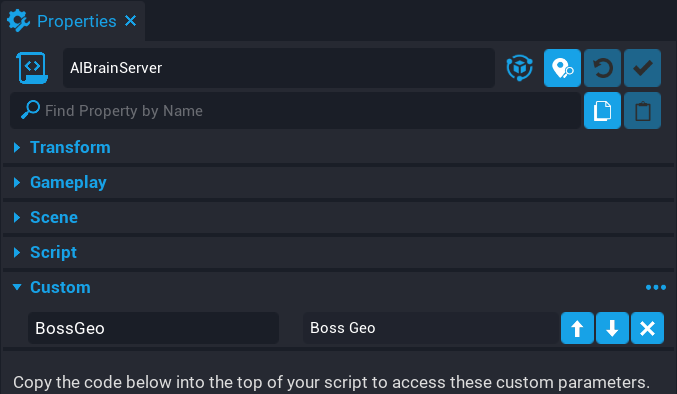 Properties
AIBrainServer
Find Property by Name
Transform
Gameplay
Scene
Script
Custom
BossGeo Boss Geo
Copy the code below into the top of your script to access these custom parameters.